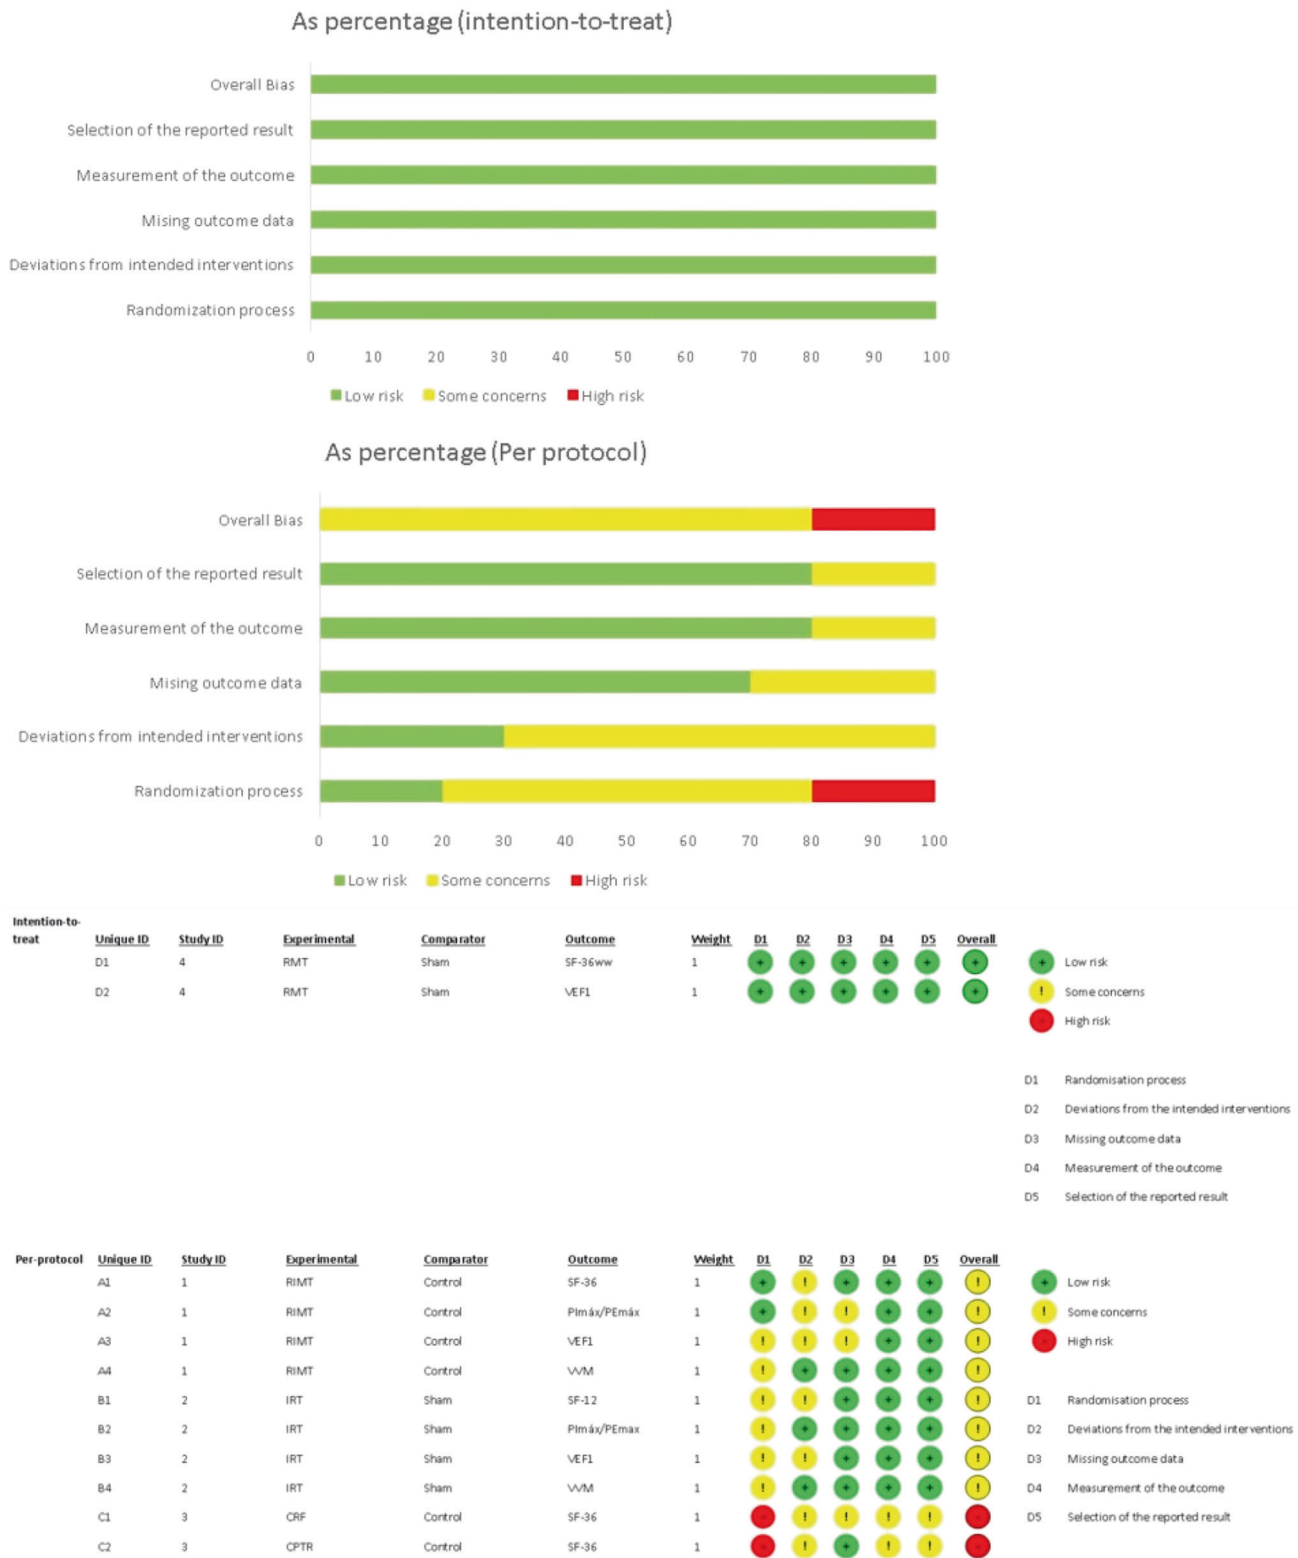 As percentage (intention-to-treat)
Overall Bias
Selection of the reported result
Measurement of the outcome
Mising outcome data
Deviations from intended interventions
Randomization process
0 10 20 30 40 50 60 70 80 90 100
Low risk Some concerns High risk
As percentage (Per protocol)
Overall Bias
Selection of the reported result
Measurement of the outcome
Mising outcome data
Deviations from intended interventions
Randomization process
0 10 20 30 40 50 60 70 80 90 100
Low risk Some concerns High risk
Intention-to-
treat Unique ID Study ID Experimental Comparator Outcome Weight D1 D2 D3 D4 D5 Overall
D1 4 RMT Sham SF-36ww 1 + + + + + + + Low risk
D2 4 RMT Sham VEF1 1 + + + + + + ! Some concerns
High risk
D1 Randomisation process
D2 Deviations from the intended interventions
D3 Missing outcome data
D4 Measurement of the outcome
D5 Selection of the reported result
Per-protocol Unique ID Study ID Experimental Comparator Outcome Weight D1 D2 D3 D4 D5 Overall
A1 1 RIMT Control SF-36 1 + ! + + + ! + Low risk
A2 1 RIMT Control PImáx/PEmáx 1 + ! ! + + ! ! Some concerns
A3 1 RIMT Control VEF1 1 ! ! ! + + ! High risk
A4 1 RIMT Control VVM 1 ! + + + + !
B1 2 IRT Sham SF-12 1 ! ! + + + ! D1 Randomisation process
B2 2 IRT Sham PImáx/PEmax 1 ! + + + + ! D2 Deviations from the intended interventions
B3 2 IRT Sham VEF1 1 ! ! + + + ! D3 Missing outcome data
B4 2 IRT Sham VVM 1 ! + + + + ! D4 Measurement of the outcome
C1 3 CRF Control SF-36 1 - ! ! ! ! - D5 Selection of the reported result
C2 3 CPTR Control SF-36 1 - ! + ! ! -